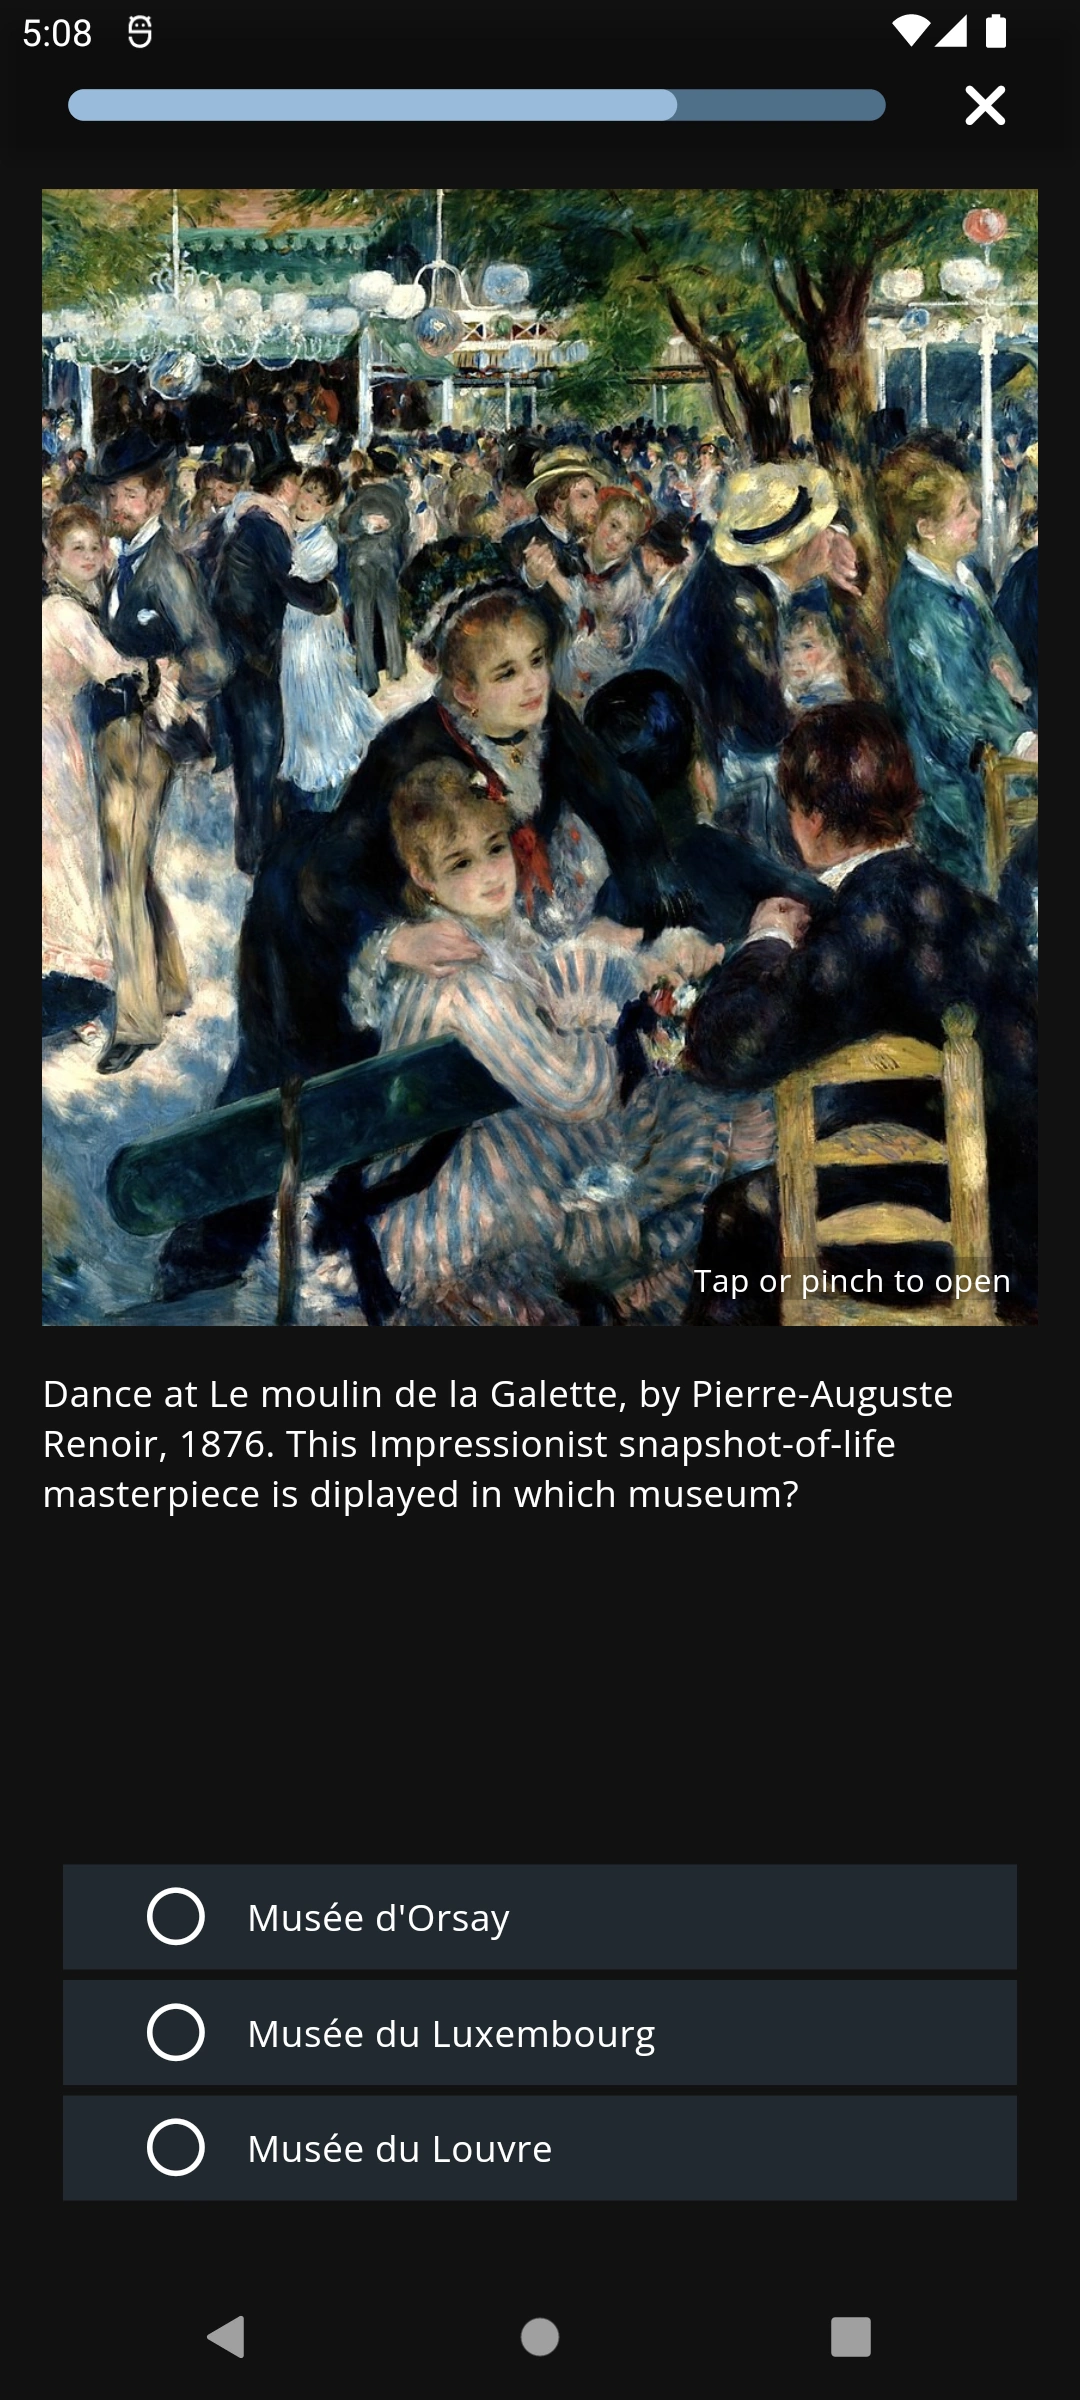 5:08
Tap or pinch to open
Dance at Le moulin de la Galette, by Pierre-Auguste
Renoir, 1876. This Impressionist snapshot-of-life
masterpiece is diplayed in which museum?
Musée d'Orsay
Musée du Luxembourg
Musée du Louvre